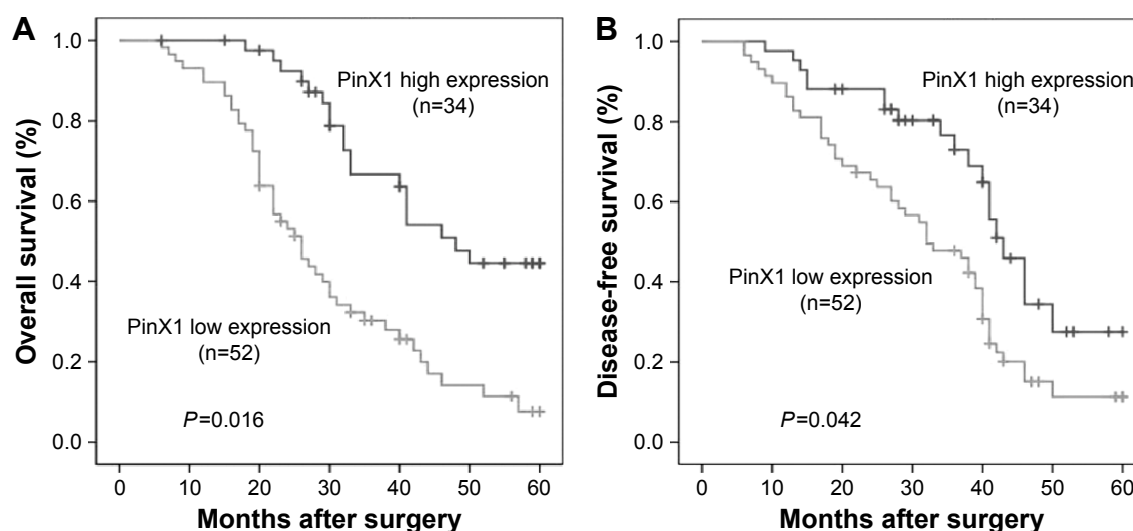 A
Overall survival (%)
1.0
0.8
0.6
0.4
0.2
0.0
PinX1 high expression
(n=34)
PinX1 low expression
(n=52)
P=0.016
0 10 20 30 40 50 60
Months after surgery
B
Disease-free survival (%)
1.0
0.8
0.6
0.4
0.2
0.0
PinX1 high expression
(n=34)
PinX1 low expression
(n=52)
P=0.042
0 10 20 30 40 50 60
Months after surgery